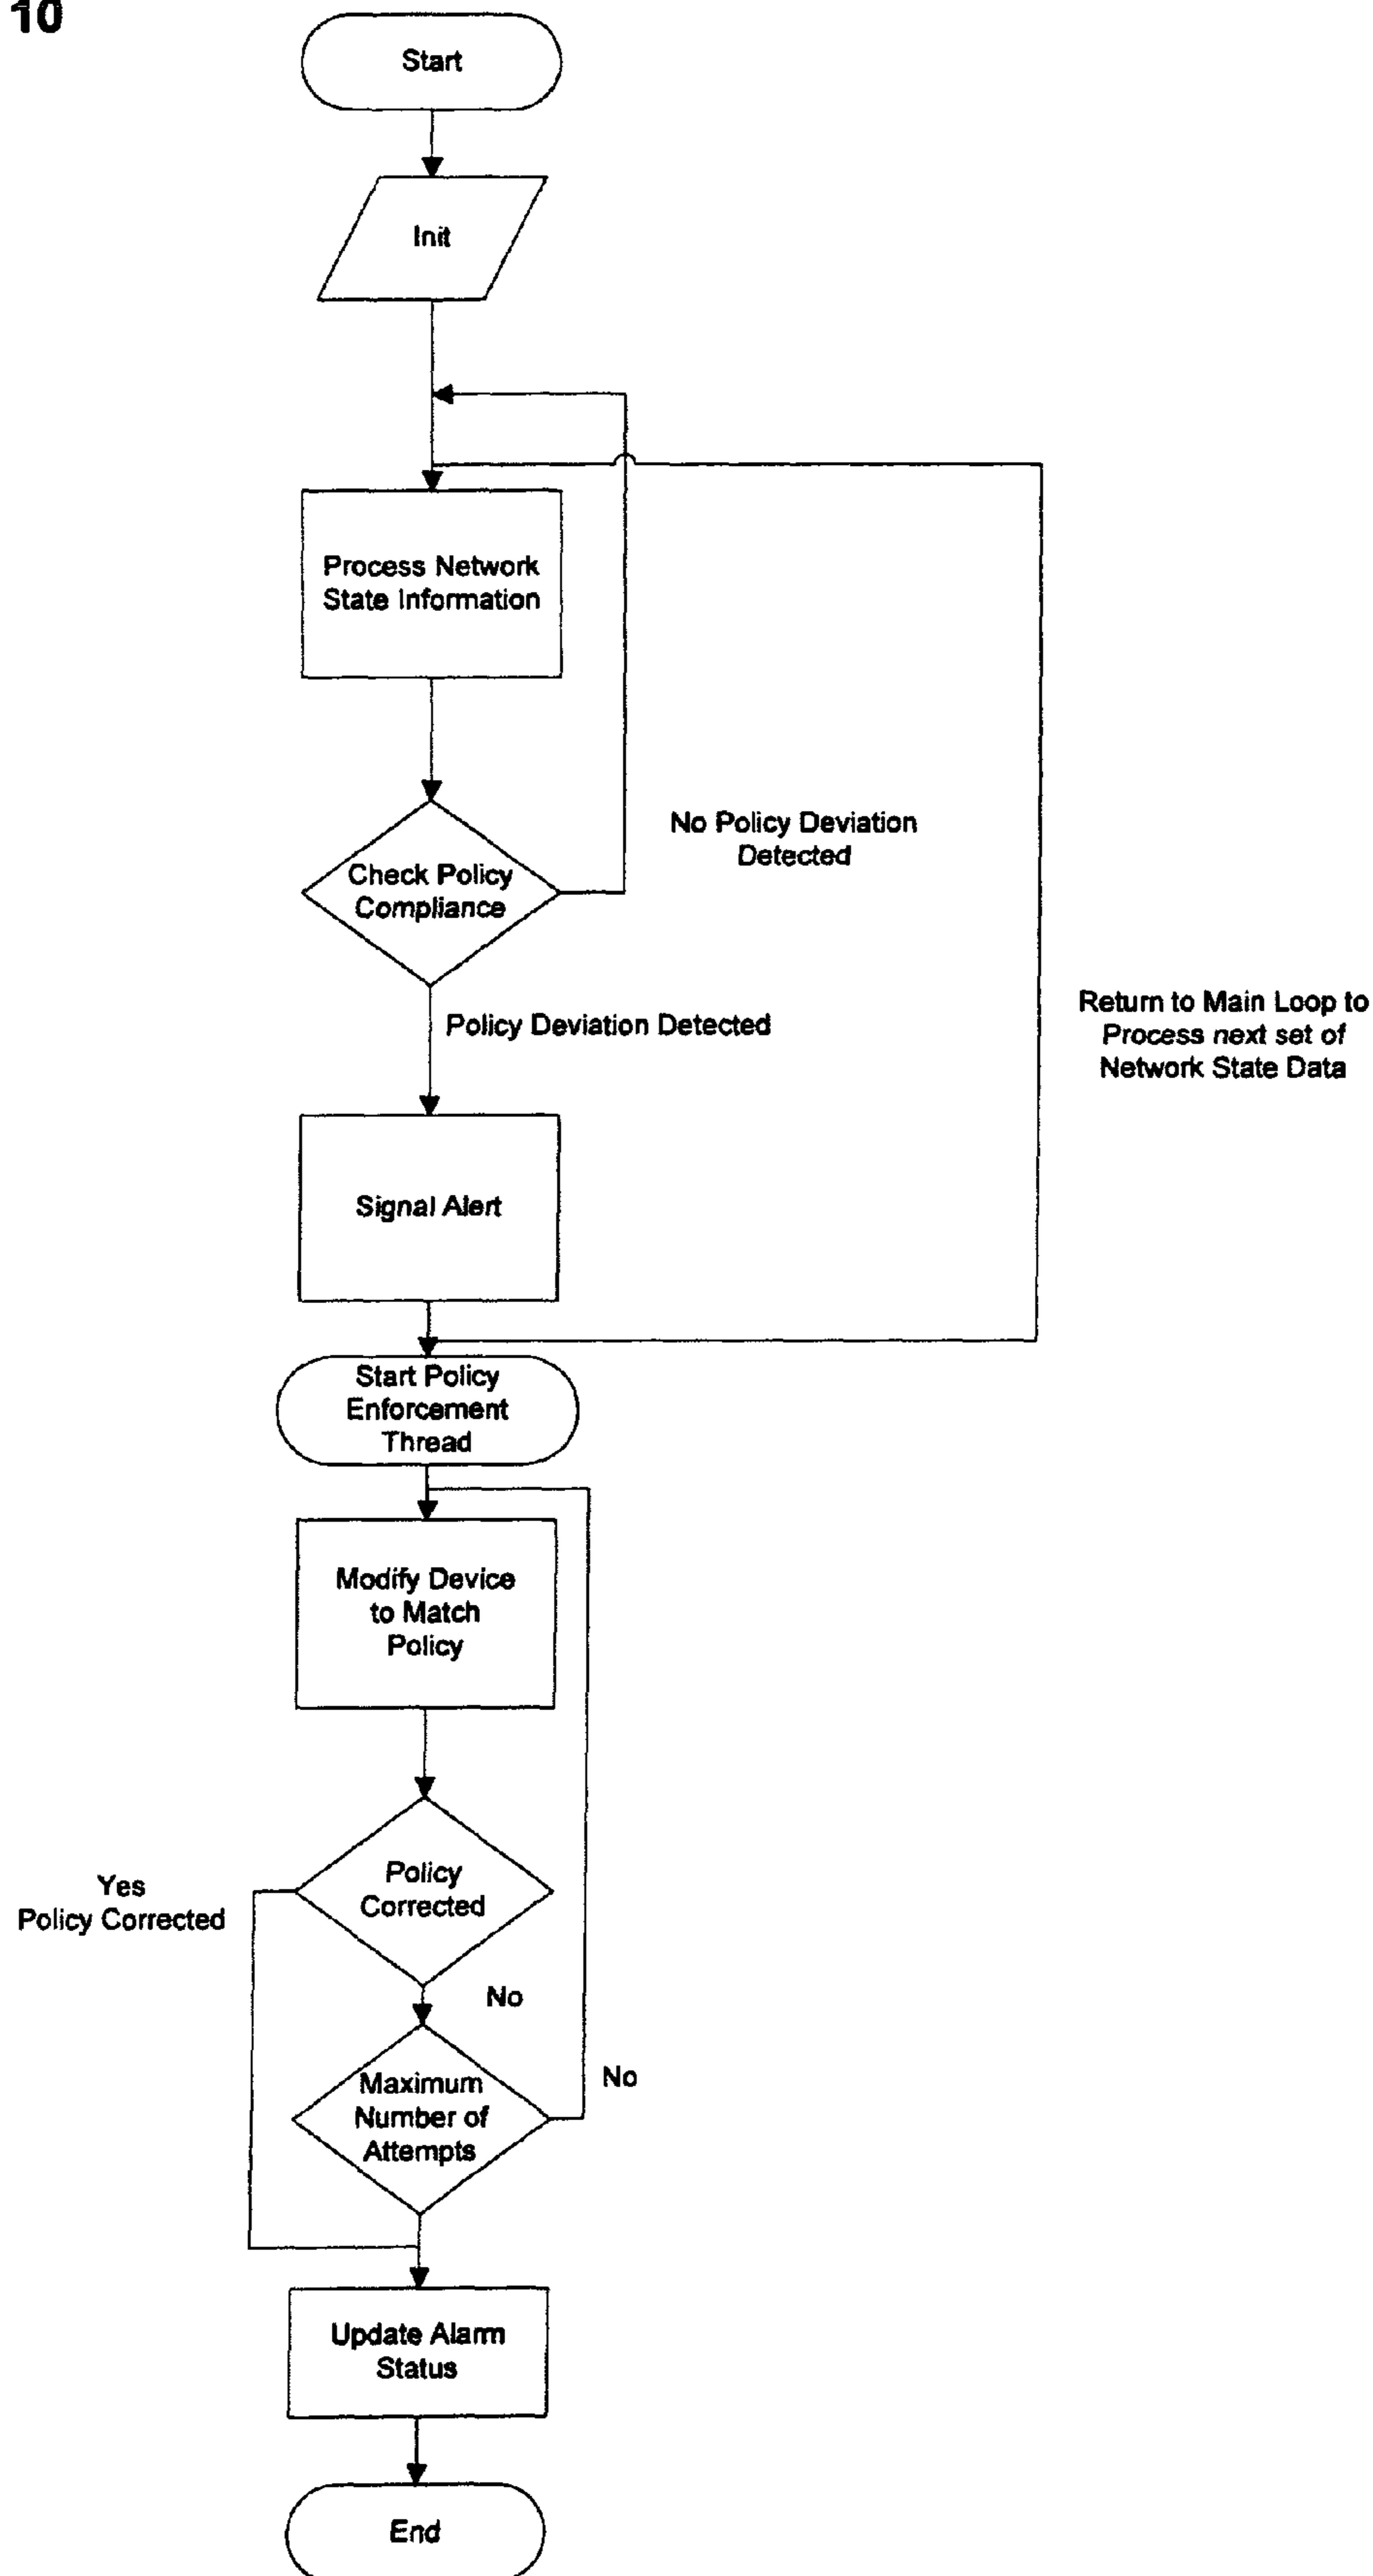 10
Start
Init
Process Network
State Information
No Policy Deviation
Detected
Check Policy
Compliance
Policy Deviation Detected
Return to Main Loop to
Process next set of
Network State Data
Signal Alert
Start Policy
Enforcement
Thread
Modify Device
to Match
Policy
Policy
Corrected
Yes
Policy Corrected
No
Maximum
Number of
Attempts
No
Update Alarm
Status
End